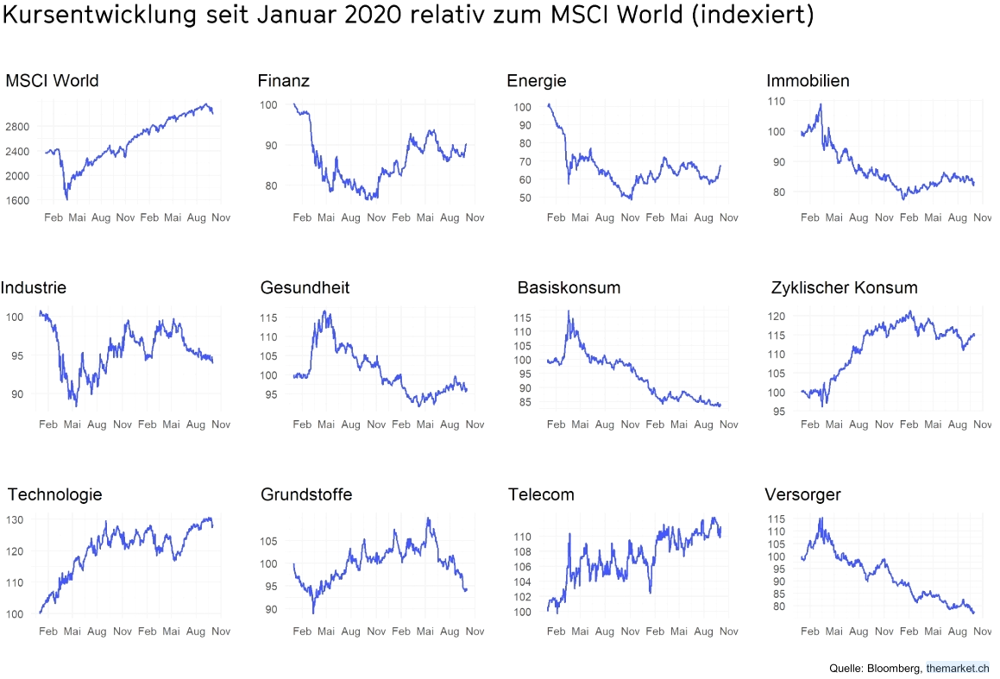 Kursentwicklung seit Januar 2020 relativ zum MSCI World (indexiert)
MSCI World
2800
2400
2000
1600
Feb Mai Aug Nov Feb Mai Aug Nov
Finanz
100
90
80
Feb Mai Aug Nov Feb Mai Aug Nov
Energie
100
90
80
70
60
50
Feb Mai Aug Nov Feb Mai Aug Nov
Immobilien
110
100
90
80
Feb Mai Aug Nov Feb Mai Aug Nov
Industrie
100
95
90
Feb Mai Aug Nov Feb Mai Aug Nov
Gesundheit
115
110
105
100
95
Feb Mai Aug Nov Feb Mai Aug Nov
Basiskonsum
115
110
105
100
95
90
85
Feb Mai Aug Nov Feb Mai Aug Nov
Zyklischer Konsum
120
115
110
105
100
95
Feb Mai Aug Nov Feb Mai Aug Nov
Technologie
130
120
110
100
Feb Mai Aug Nov Feb Mai Aug Nov
Grundstoffe
105
100
95
90
Feb Mai Aug Nov Feb Mai Aug Nov
Telecom
110
108
106
104
102
100
Feb Mai Aug Nov Feb Mai Aug Nov
Versorger
115
110
105
100
95
90
85
80
Feb Mai Aug Nov Feb Mai Aug Nov
Quelle: Bloomberg, themarket.ch